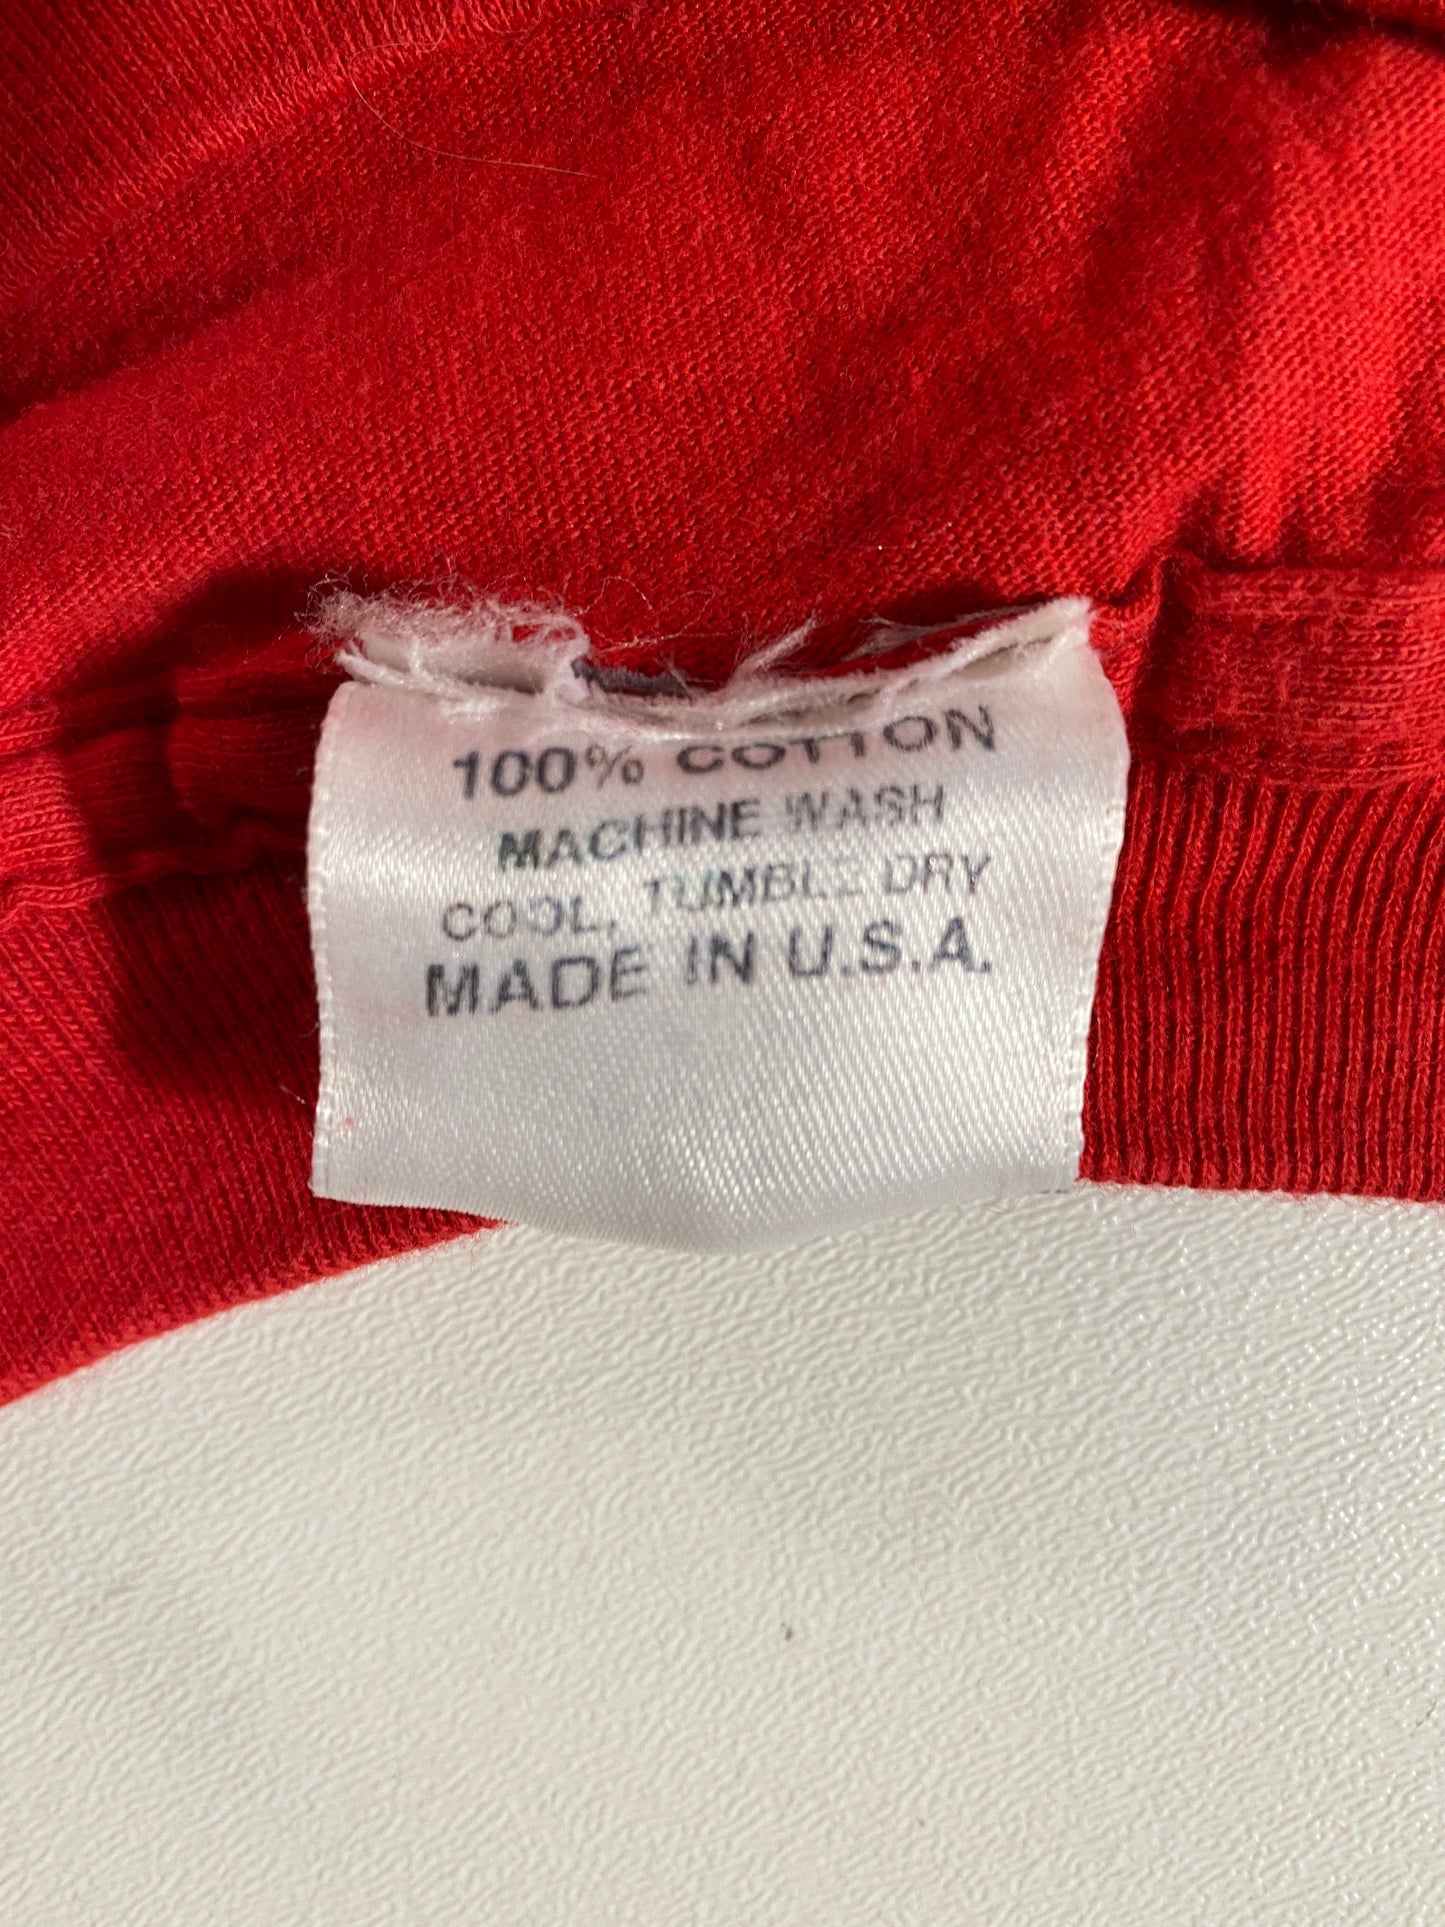 100% COTTON
MACHINE WASH
COOL, TUMBLE DRY
MADE IN U.S.A.